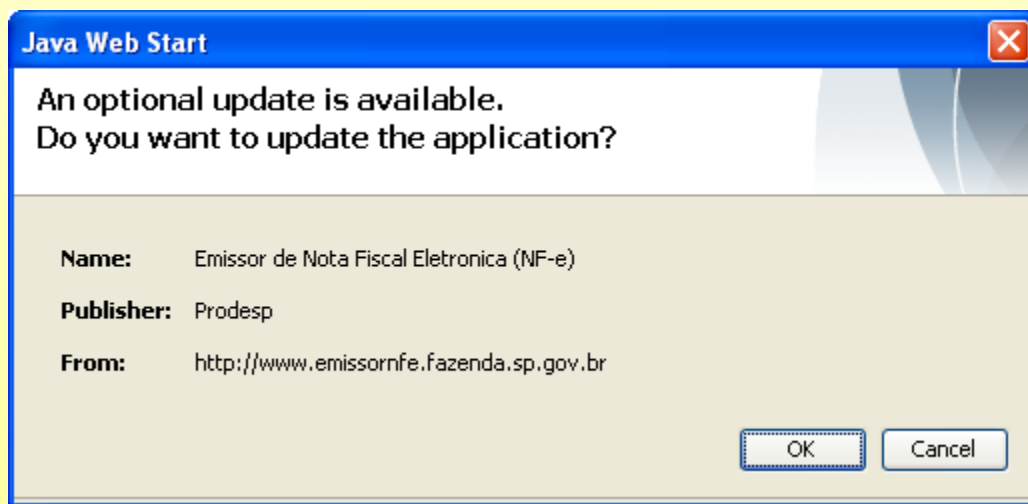 Java Web Start
An optional update is available.
Do you want to update the application?
Name: Emissor de Nota Fiscal Eletronica (NF-e)
Publisher: Prodesp
From: http://www.emissornfe.fazenda.sp.gov.br
OK Cancel